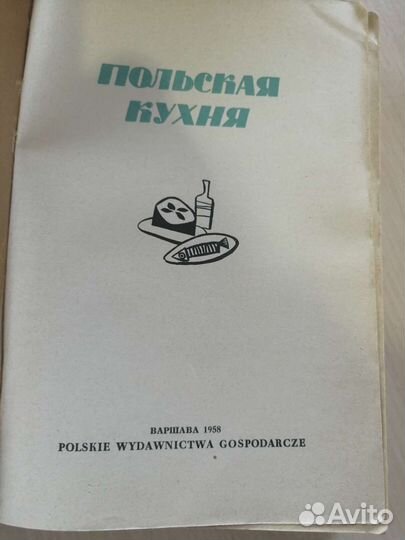 ПОЛЬСКАЯ
КУХНЯ
ВАРШАВА 1958
POLSKIE WYDAWNICTWA GOSPODARCZE
Avito